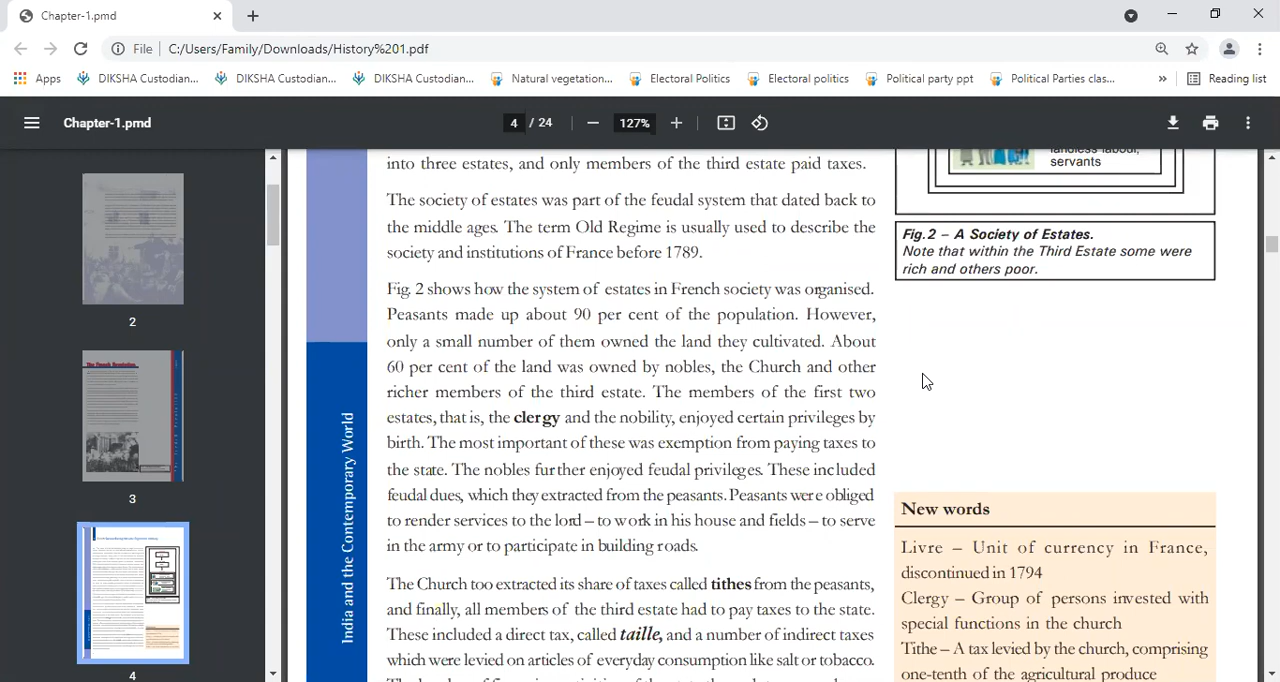 Chapter-1.pmd
File
C:/Users/Family/Downloads/History%201.pdf
Apps
DIKSHA Custodian...
DIKSHA Custodian...
DIKSHA Custodian...
Natural vegetation...
Electoral Politics
Electoral politics
Political party ppt
Political Parties clas...
»
Reading list
Chapter-1.pmd
4 / 24
127%
2
3
4
India and the Contemporary World
into three estates, and only members of the third estate paid taxes.
The society of estates was part of the feudal system that dated back to
the middle ages. The term Old Regime is usually used to describe the
society and institutions of France before 1789.
Fig. 2 shows how the system of estates in French society was organised.
Peasants made up about 90 per cent of the population. However,
only a small number of them owned the land they cultivated. About
60 per cent of the land was owned by nobles, the Church and other
richer members of the third estate. The members of the first two
estates, that is, the clergy and the nobility, enjoyed certain privileges by
birth. The most important of these was exemption from paying taxes to
the state. The nobles further enjoyed feudal privileges. These included
feudal dues, which they extracted from the peasants. Peasants were obliged
to render services to the lord – to work in his house and fields – to serve
in the army or to participate in building roads.
The Church too extracted its share of taxes called tithes from the peasants,
and finally, all members of the third estate had to pay taxes to the state.
These included a direct tax, called taille, and a number of indirect taxes
which were levied on articles of everyday consumption like salt or tobacco.
landless labour,
servants
Fig.2 – A Society of Estates.
Note that within the Third Estate some were
rich and others poor.
New words
Livre – Unit of currency in France,
discontinued in 1794
Clergy – Group of persons invested with
special functions in the church
Tithe – A tax levied by the church, comprising
one-tenth of the agricultural produce